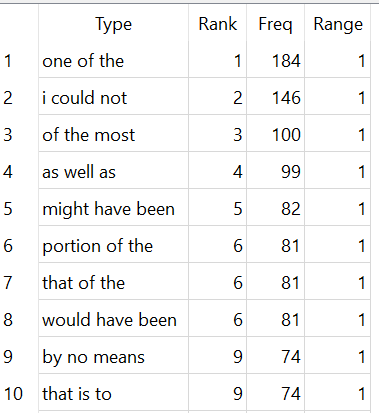 Type Rank Freq Range
1 one of the 1 184 1
2 i could not 2 146 1
3 of the most 3 100 1
4 as well as 4 99 1
5 might have been 5 82 1
6 portion of the 6 81 1
7 that of the 6 81 1
8 would have been 6 81 1
9 by no means 9 74 1
10 that is to 9 74 1